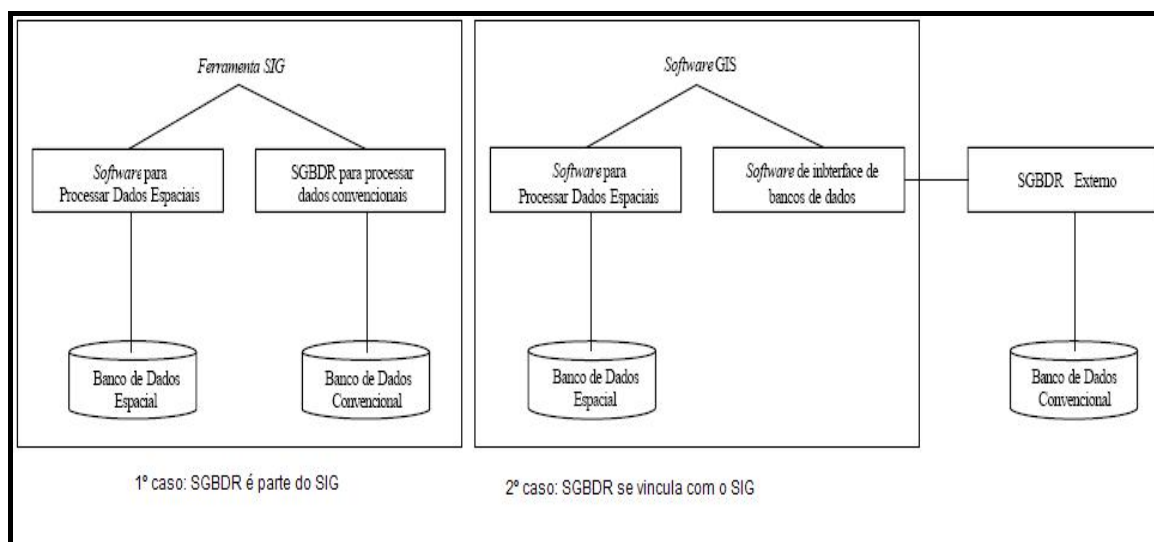 Ferramenta SIG
Software para
Processar Dados Espaciais
SGBDR para processar
dados convencionais
Banco de Dados
Espacial
Banco de Dados
Convencional
1º caso: SGBDR é parte do SIG
Software GIS
Software para
Processar Dados Espaciais
Software de inbterface de
bancos de dados
SGBDR Externo
Banco de Dados
Espacial
Banco de Dados
Convencional
2º caso: SGBDR se vincula com o SIG